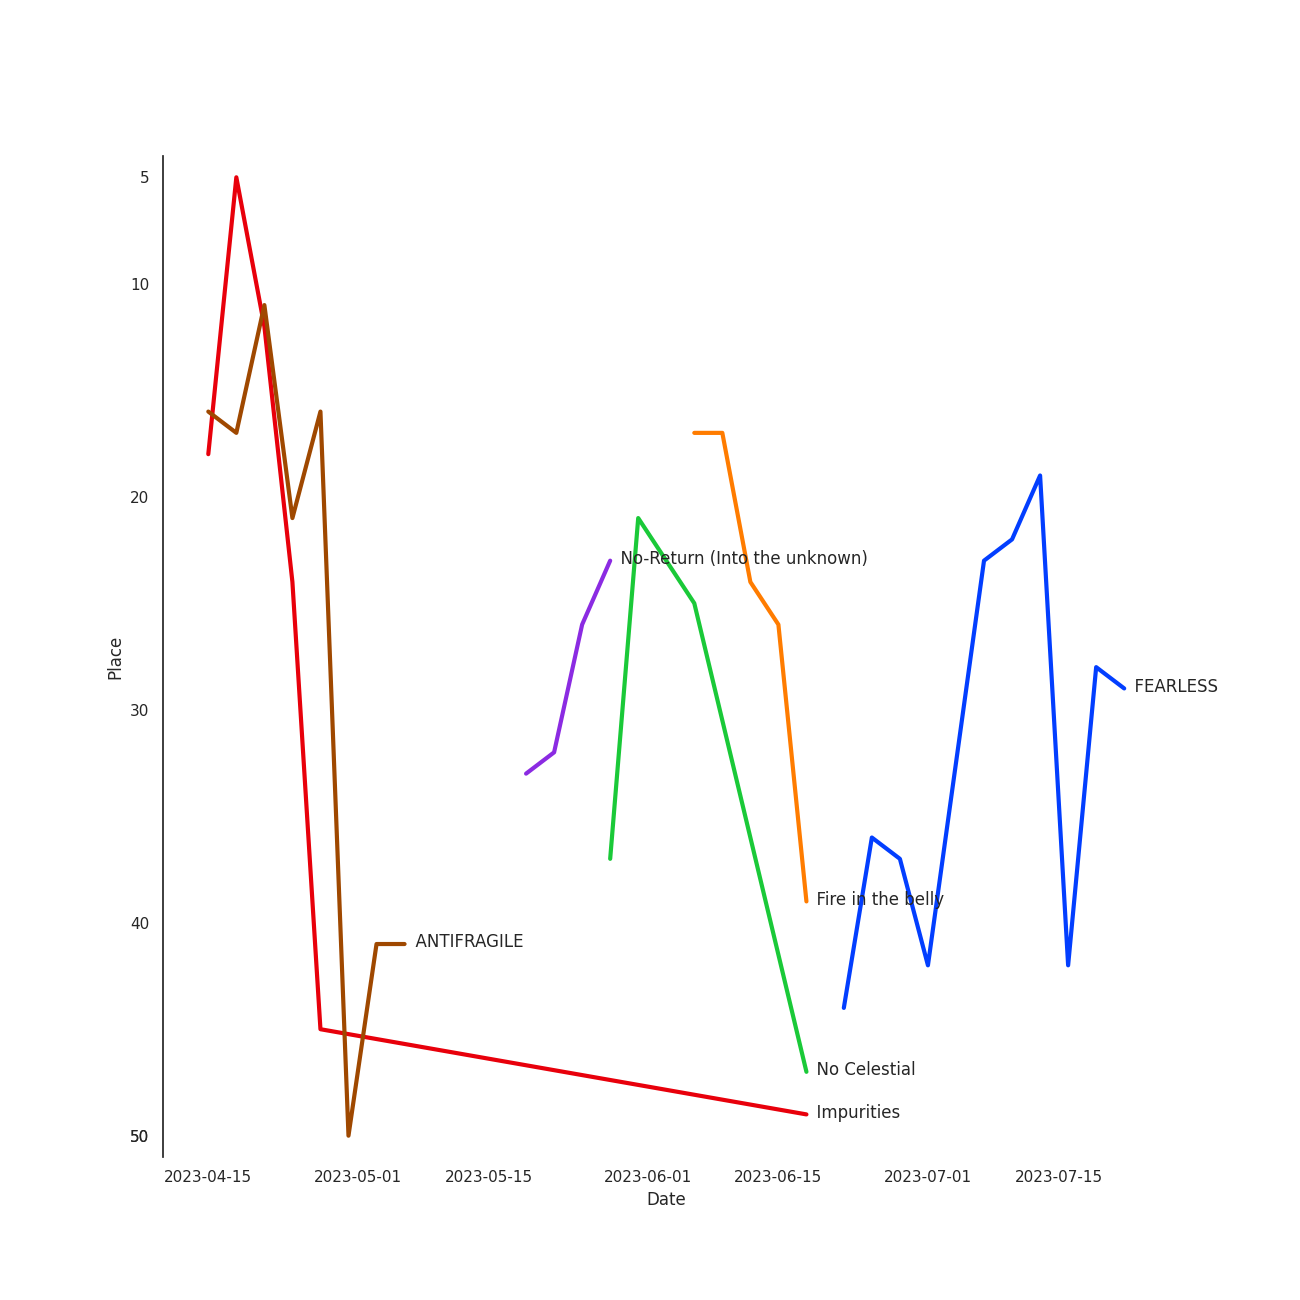 5
10
20
30
40
50
Place
No-Return (Into the unknown)
FEARLESS
Fire in the belly
ANTIFRAGILE
No Celestial
Impurities
2023-04-15 2023-05-01 2023-05-15 2023-06-01 2023-06-15 2023-07-01 2023-07-15
Date